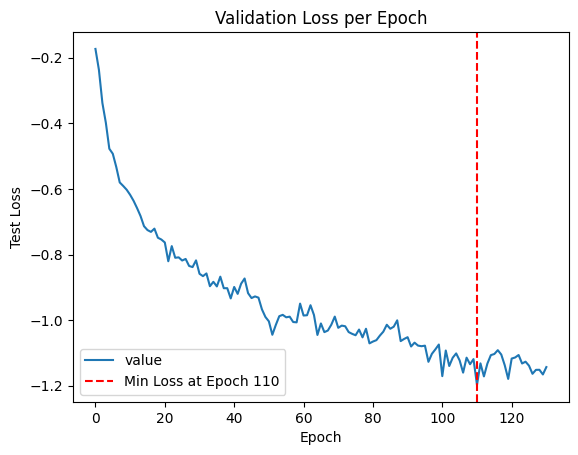 Validation Loss per Epoch
Test Loss
−0.2
−0.4
−0.6
−0.8
−1.0
−1.2
value
Min Loss at Epoch 110
0
20
40
60
80
100
120
Epoch